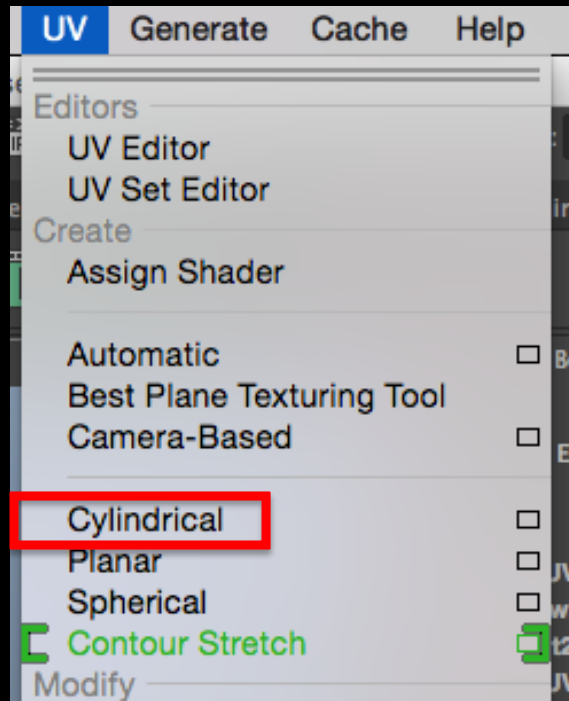 UV Generate Cache Help
Editors
UV Editor
UV Set Editor
Create
Assign Shader
Automatic
Best Plane Texturing Tool
Camera-Based
Cylindrical
Planar
Spherical
Contour Stretch
Modify